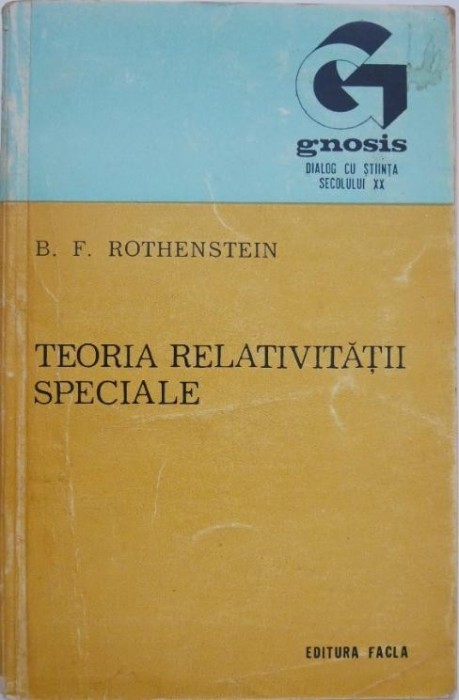 G
gnosis
DIALOG CU ȘTIINȚA
SECOLULUI XX
B. F. ROTHENSTEIN
TEORIA RELATIVITĂȚII
SPECIALE
EDITURA FACLA